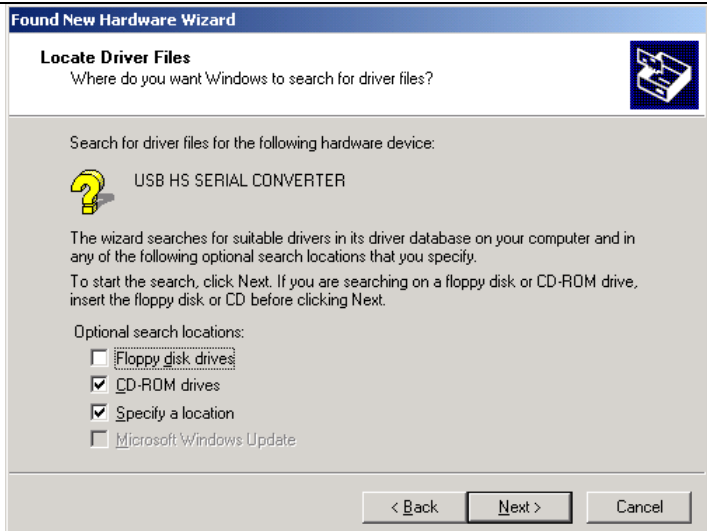 Found New Hardware Wizard
Locate Driver Files
Where do you want Windows to search for driver files?
Search for driver files for the following hardware device:
USB HS SERIAL CONVERTER
The wizard searches for suitable drivers in its driver database on your computer and in
any of the following optional search locations that you specify.
To start the search, click Next. If you are searching on a floppy disk or CD-ROM drive,
insert the floppy disk or CD before clicking Next.
Optional search locations:
Floppy disk drives
CD-ROM drives
Specify a location
Microsoft Windows Update
< Back Next > Cancel